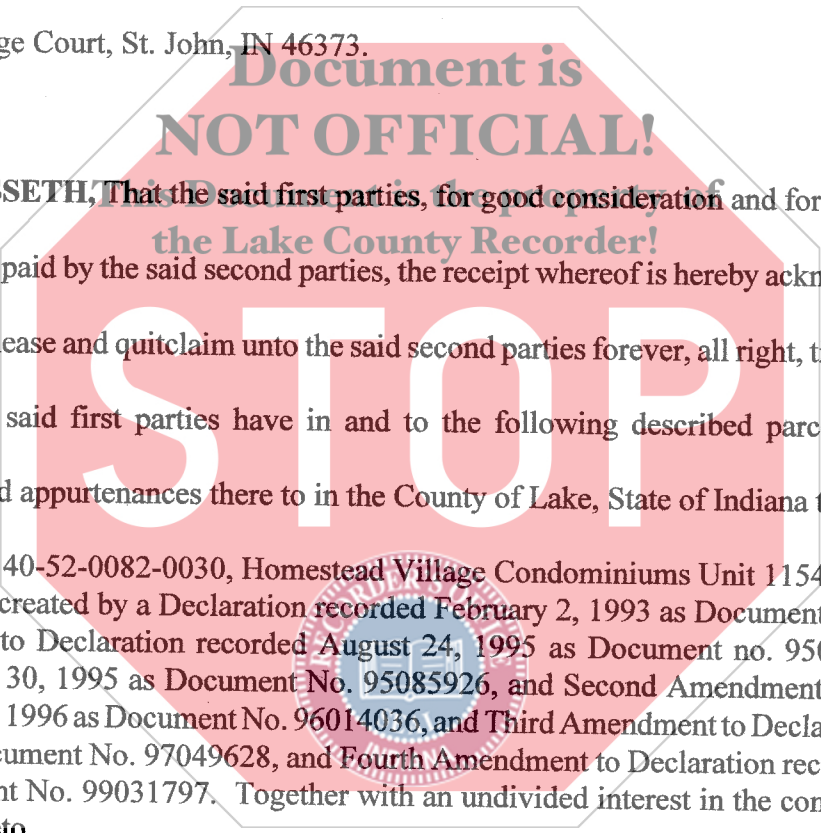 ge Court, St. John, IN 46373.
Document is
NOT OFFICIAL!
SSETH, That the said first parties, for good consideration and for
This Document is the property of
the Lake County Recorder!
paid by the said second parties, the receipt whereof is hereby ackn
STOP
ease and quitclaim unto the said second parties forever, all right, t
said first parties have in and to the following described parc
d appurtenances there to in the County of Lake, State of Indiana t
40-52-0082-0030, Homestead Village Condominiums Unit 1154
created by a Declaration recorded February 2, 1993 as Document
to Declaration recorded August 24, 1995 as Document no. 950
30, 1995 as Document No. 95085926, and Second Amendment
1996 as Document No. 96014036, and Third Amendment to Decla
cument No. 97049628, and Fourth Amendment to Declaration rec
nt No. 99031797. Together with an undivided interest in the con
to